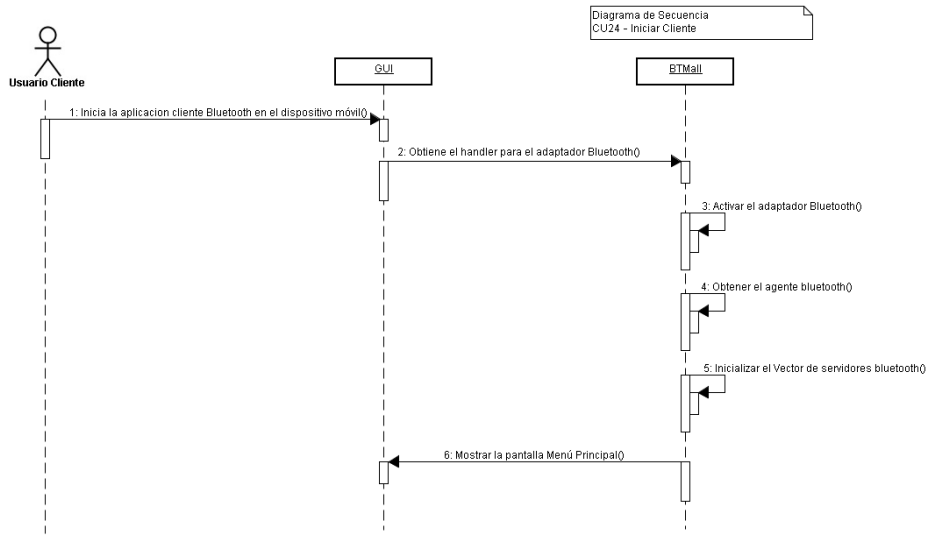 Diagrama de Secuencia
CU24 - Iniciar Cliente
Usuario Cliente
GUI
BTMall
1: Inicia la aplicacion cliente Bluetooth en el dispositivo móvil()
2: Obtiene el handler para el adaptador Bluetooth()
3: Activar el adaptador Bluetooth()
4: Obtener el agente bluetooth()
5: Inicializar el Vector de servidores bluetooth()
6: Mostrar la pantalla Menú Principal()